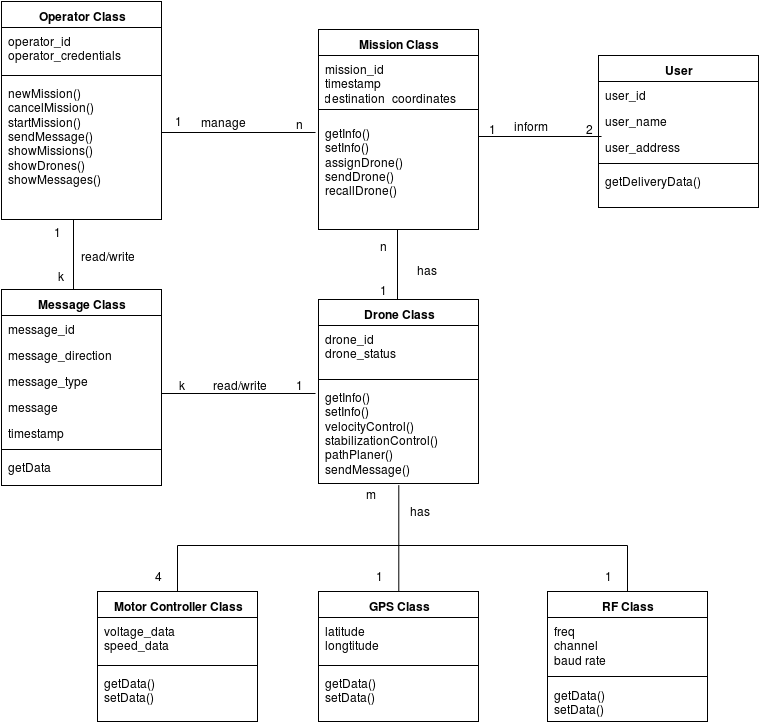 Operator Class
operator_id
operator_credentials
newMission()
cancelMission()
startMission()
sendMessage()
showMissions()
showDrones()
showMessages()
1
manage
n
Mission Class
mission_id
timestamp
destination_coordinates
getInfo()
setInfo()
assignDrone()
sendDrone()
recallDrone()
1
inform
2
User
user_id
user_name
user_address
getDeliveryData()
1
read/write
k
n
has
1
Message Class
message_id
message_direction
message_type
message
timestamp
getData
k
read/write
1
Drone Class
drone_id
drone_status
getInfo()
setInfo()
velocityControl()
stabilizationControl()
pathPlaner()
sendMessage()
m
has
4
1
1
Motor Controller Class
voltage_data
speed_data
getData()
setData()
GPS Class
latitude
longtitude
getData()
setData()
RF Class
freq
channel
baud rate
getData()
setData()